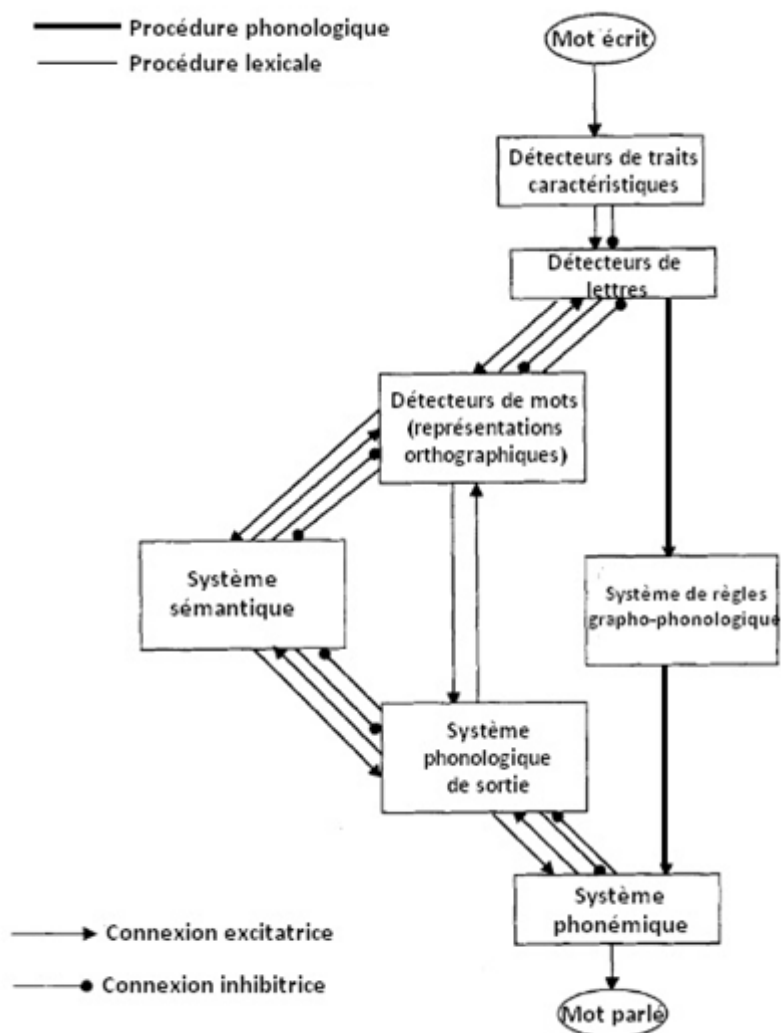 Procédure phonologique
Procédure lexicale
Mot écrit
Détecteurs de traits
caractéristiques
Détecteurs de
lettres
Détecteurs de mots
(représentations
orthographiques)
Système
sémantique
Système de règles
grapho-phonologique
Système
phonologique
de sortie
Système
phonémique
Connexion excitatrice
Connexion inhibitrice
Mot parlé